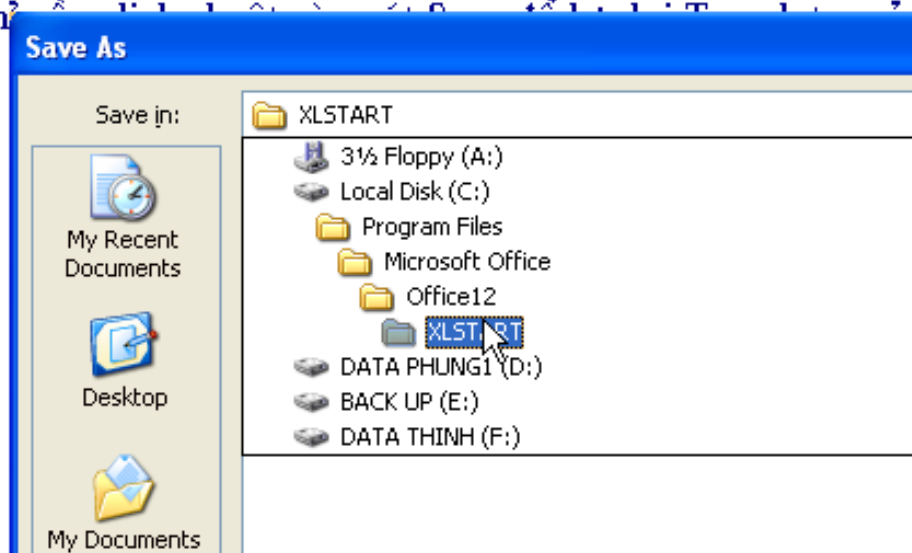 Save As
Save in:
XLSTART
3½ Floppy (A:)
Local Disk (C:)
Program Files
Microsoft Office
Office12
XLSTART
DATA PHUNG1 (D:)
BACK UP (E:)
DATA THINH (F:)
My Recent
Documents
Desktop
My Documents